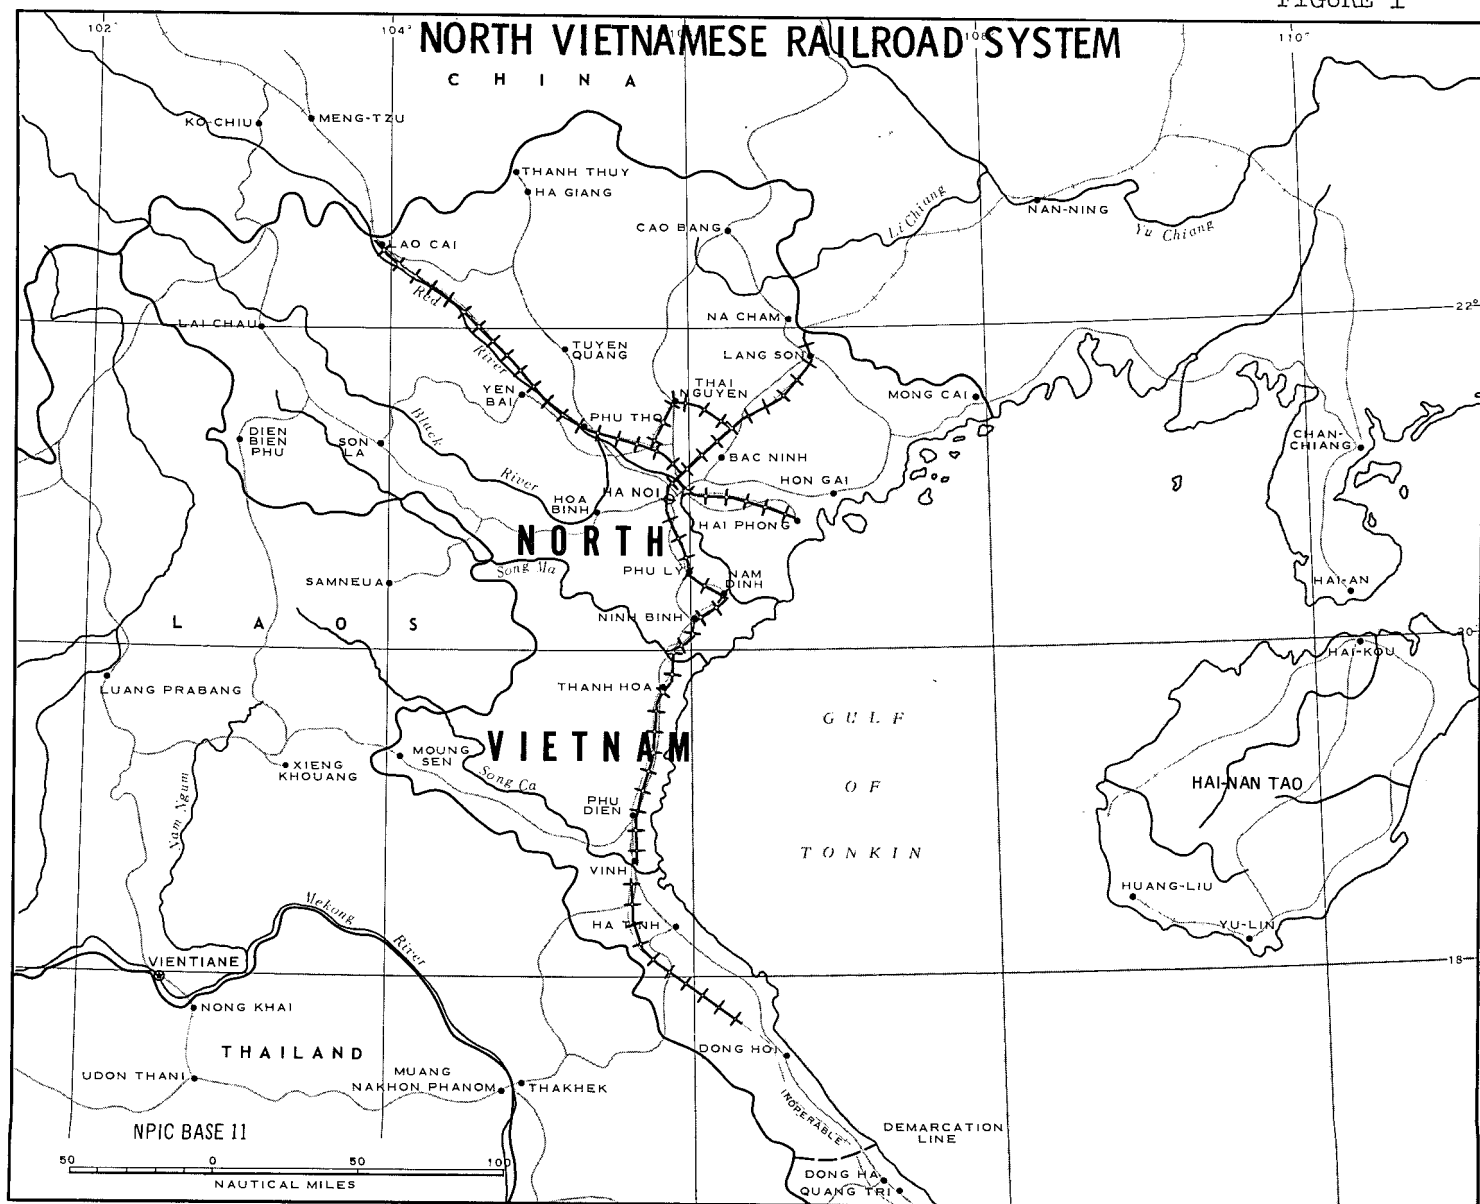 FIGURE 1
102°
104°
108°
110°
NORTH VIETNAMESE RAILROAD SYSTEM
CHINA
KO-CHIU
MENG-TZU
THANH THUY
HA GIANG
CAO BANG
Li Chiang
NAN-NING
Yu Chiang
LAO CAI
Red
River
22°
LAI CHAU
NA CHAM
TUYEN
QUANG
LANG SON
YEN
BAI
THAI
NGUYEN
MONG CAI
PHU THO
Black
River
DIEN
BIEN
PHU
SON
LA
CHAN-
CHIANG
BAC NINH
HON GAI
HA NOI
HOA
BINH
HAI PHONG
NORTH
Song Ma
PHU LY
NAM
DINH
SAMNEUA
HAI-AN
LAOS
NINH BINH
20°
HAI-KOU
LUANG PRABANG
THANH HOA
GULF
OF
TONKIN
VIETNAM
MOUNG
SEN
XIENG
KHOUANG
Song Ca
HAI-NAN TAO
Nam Ngum
PHU
DIEN
VINH
HUANG-LIU
Mekong
River
HA TINH
YU-LIN
VIENTIANE
18°
NONG KHAI
THAILAND
DONG HOI
UDON THANI
MUANG
NAKHON PHANOM
THAKHEK
INOPERABLE
DEMARCATION
LINE
NPIC BASE 11
50 0 50 100
NAUTICAL MILES
DONG HA
QUANG TRI